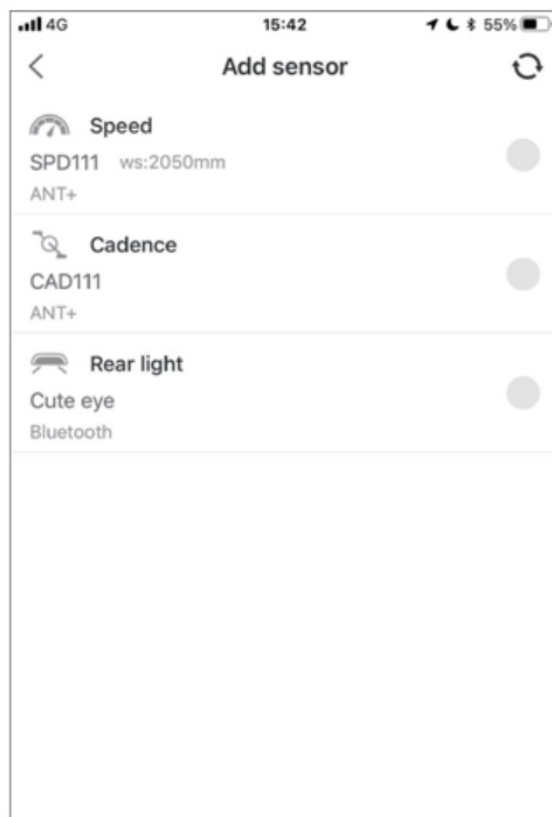 4G 15:42 55%
Add sensor
Speed
SPD111 ws:2050mm
ANT+
Cadence
CAD111
ANT+
Rear light
Cute eye
Bluetooth